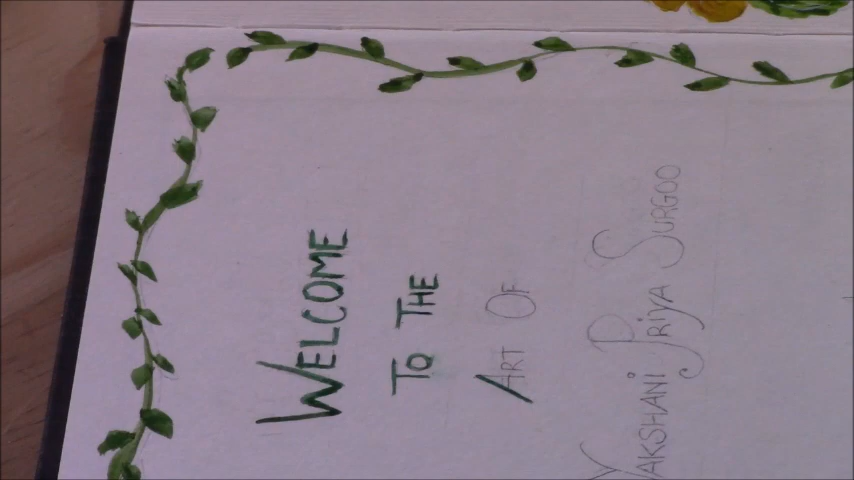 WELCOME
TO THE
ART OF
YAKSHANI PRIYA SURGOO